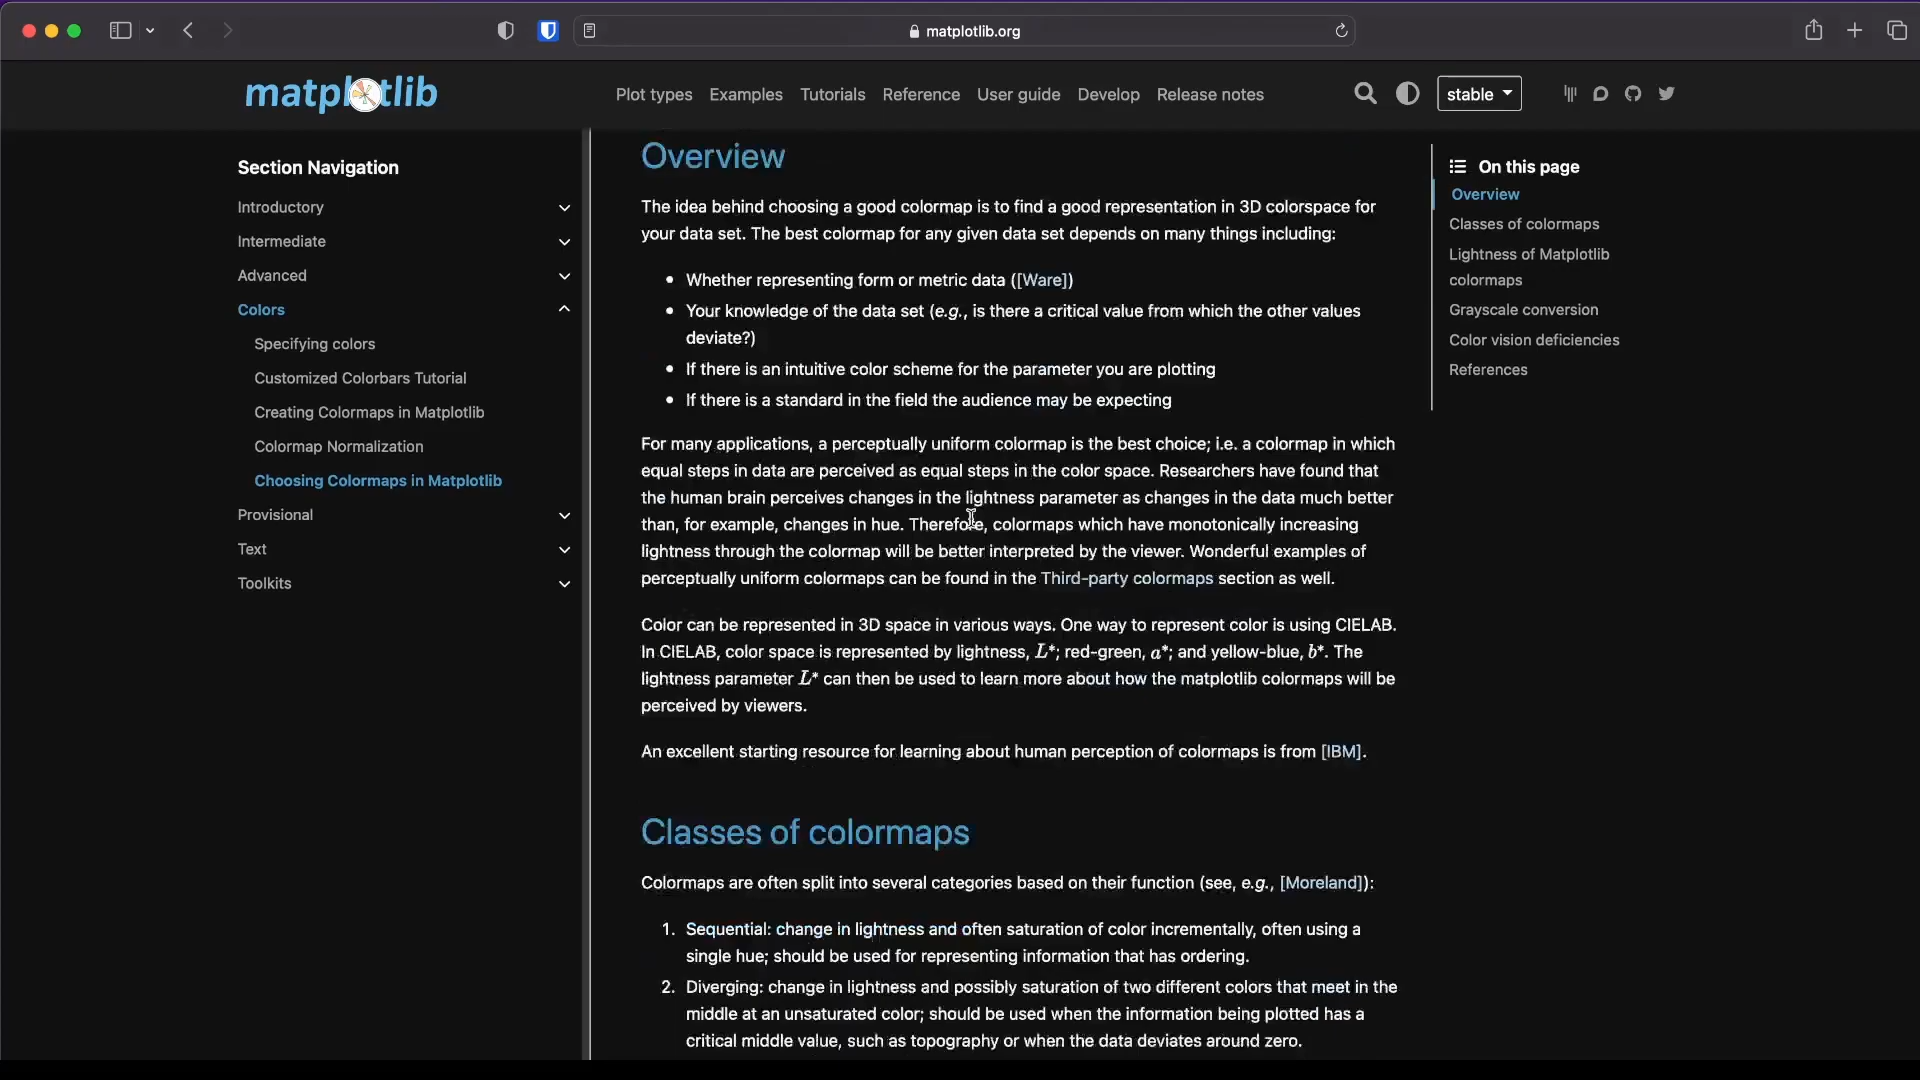 matplotlib.org
matplotlib
Plot types Examples Tutorials Reference User guide Develop Release notes
stable
Section Navigation
Introductory
Intermediate
Advanced
Colors
Specifying colors
Customized Colorbars Tutorial
Creating Colormaps in Matplotlib
Colormap Normalization
Choosing Colormaps in Matplotlib
Provisional
Text
Toolkits
Overview
The idea behind choosing a good colormap is to find a good representation in 3D colorspace for
your data set. The best colormap for any given data set depends on many things including:
• Whether representing form or metric data ([Ware])
• Your knowledge of the data set (e.g., is there a critical value from which the other values
deviate?)
• If there is an intuitive color scheme for the parameter you are plotting
• If there is a standard in the field the audience may be expecting
For many applications, a perceptually uniform colormap is the best choice; i.e. a colormap in which
equal steps in data are perceived as equal steps in the color space. Researchers have found that
the human brain perceives changes in the lightness parameter as changes in the data much better
than, for example, changes in hue. Therefore, colormaps which have monotonically increasing
lightness through the colormap will be better interpreted by the viewer. Wonderful examples of
perceptually uniform colormaps can be found in the Third-party colormaps section as well.
Color can be represented in 3D space in various ways. One way to represent color is using CIELAB.
In CIELAB, color space is represented by lightness, L*; red-green, a*; and yellow-blue, b*. The
lightness parameter L* can then be used to learn more about how the matplotlib colormaps will be
perceived by viewers.
An excellent starting resource for learning about human perception of colormaps is from [IBM].
Classes of colormaps
Colormaps are often split into several categories based on their function (see, e.g., [Moreland]):
1. Sequential: change in lightness and often saturation of color incrementally, often using a
single hue; should be used for representing information that has ordering.
2. Diverging: change in lightness and possibly saturation of two different colors that meet in the
middle at an unsaturated color; should be used when the information being plotted has a
critical middle value, such as topography or when the data deviates around zero.
On this page
Overview
Classes of colormaps
Lightness of Matplotlib
colormaps
Grayscale conversion
Color vision deficiencies
References